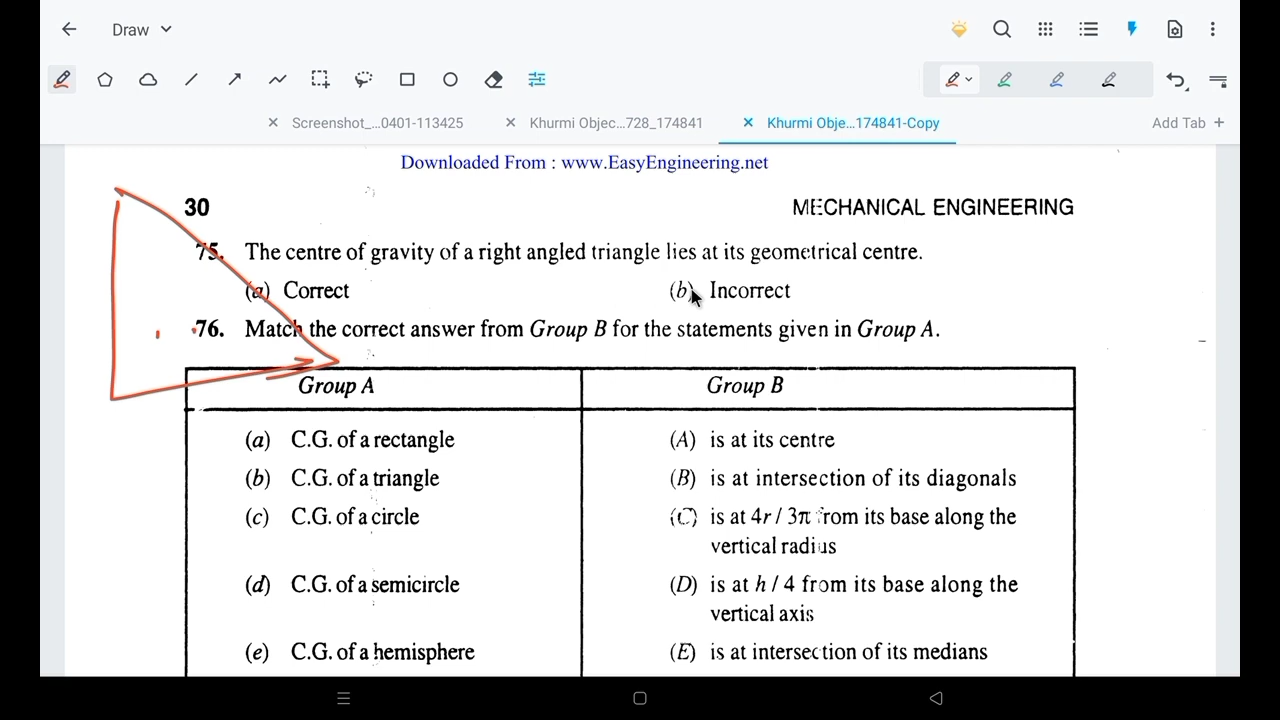 Draw
Screenshot_...0401-113425
Khurmi Objec...728_174841
Khurmi Obje...174841-Copy
Add Tab +
Downloaded From : www.EasyEngineering.net
30 MECHANICAL ENGINEERING
75. The centre of gravity of a right angled triangle lies at its geometrical centre.
(a) Correct (b) Incorrect
76. Match the correct answer from Group B for the statements given in Group A.
Group A Group B
(a) C.G. of a rectangle (A) is at its centre
(b) C.G. of a triangle (B) is at intersection of its diagonals
(c) C.G. of a circle (C) is at 4r / 3π from its base along the
vertical radius
(d) C.G. of a semicircle (D) is at h / 4 from its base along the
vertical axis
(e) C.G. of a hemisphere (E) is at intersection of its medians